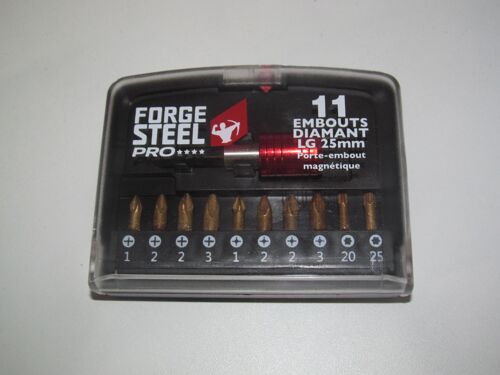 FORGE
STEEL
PRO★★★★
11
EMBOUTS
DIAMANT
LG 25mm
Porte-embout
magnétique
1 2 2 3 1 2 2 3 20 25